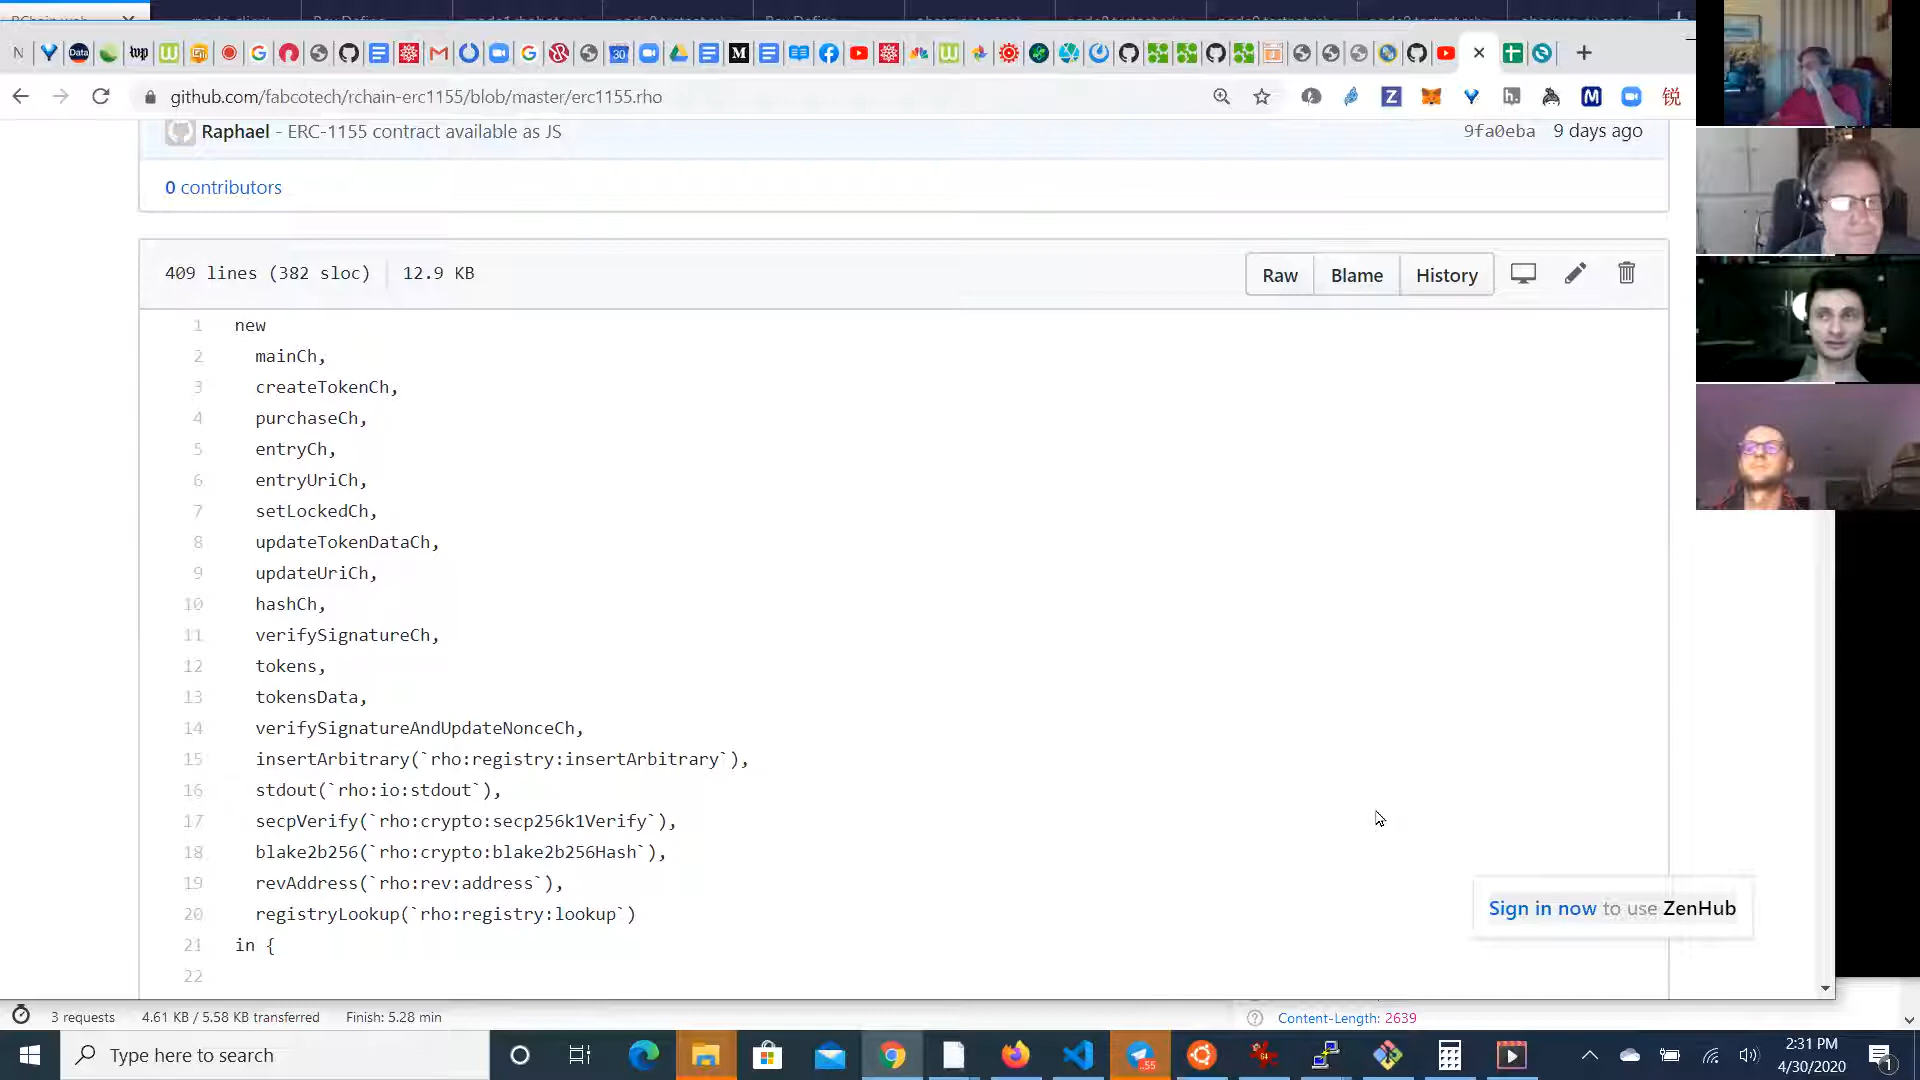 github.com/fabcotech/rchain-erc1155/blob/master/erc1155.rho
Raphael - ERC-1155 contract available as JS
9fa0eba 9 days ago
0 contributors
409 lines (382 sloc) 12.9 KB
Raw Blame History
1 new
2 mainCh,
3 createTokenCh,
4 purchaseCh,
5 entryCh,
6 entryUriCh,
7 setLockedCh,
8 updateTokenDataCh,
9 updateUriCh,
10 hashCh,
11 verifySignatureCh,
12 tokens,
13 tokensData,
14 verifySignatureAndUpdateNonceCh,
15 insertArbitrary(`rho:registry:insertArbitrary`),
16 stdout(`rho:io:stdout`),
17 secpVerify(`rho:crypto:secp256k1Verify`),
18 blake2b256(`rho:crypto:blake2b256Hash`),
19 revAddress(`rho:rev:address`),
20 registryLookup(`rho:registry:lookup`)
21 in {
22
Sign in now to use ZenHub
3 requests 4.61 KB / 5.58 KB transferred Finish: 5.28 min
Content-Length: 2639
Type here to search
2:31 PM
4/30/2020